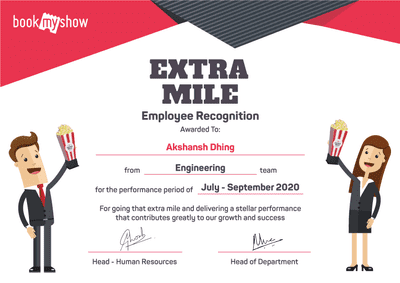 book my show
EXTRA
MILE
Employee Recognition
Awarded To:
Akshansh Dhing
from Engineering team
for the performance period of July - September 2020
For going that extra mile and delivering a stellar performance
that contributes greatly to our growth and success
Head - Human Resources Head of Department